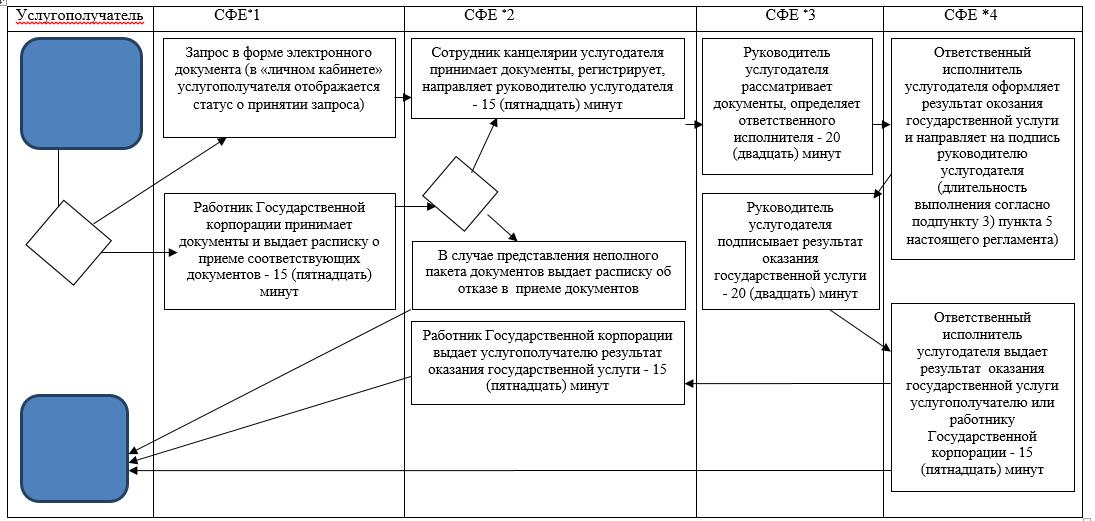 Услугополучатель
СФЕ*1
СФЕ *2
СФЕ *3
СФЕ *4
Запрос в форме электронного
документа (в «личном кабинете»
услугополучателя отображается
статус о принятии запроса)
Работник Государственной
корпорации принимает
документы и выдает расписку о
приеме соответствующих
документов - 15 (пятнадцать)
минут
Сотрудник канцелярии услугодателя
принимает документы, регистрирует,
направляет руководителю услугодателя
- 15 (пятнадцать) минут
В случае представления неполного
пакета документов выдает расписку об
отказе в приеме документов
Работник Государственной корпорации
выдает услугополучателю результат
оказания государственной услуги - 15
(пятнадцать) минут
Руководитель
услугодателя
рассматривает
документы, определяет
ответственного
исполнителя - 20
(двадцать) минут
Руководитель
услугодателя
подписывает результат
оказания
государственной услуги
- 20 (двадцать) минут
Ответственный
исполнитель
услугодателя оформляет
результат окозания
государственной услуги
и направляет на подпись
руководителю
услугодателя
(длительность
выполнения согласно
подпункту 3) пункта 5
настоящего регламента)
Ответственный
исполнитель
услугодателя выдает
результат оказания
государственной услуги
услугополучателю или
работнику
Государственной
корпорации - 15
(пятнадцать) минут